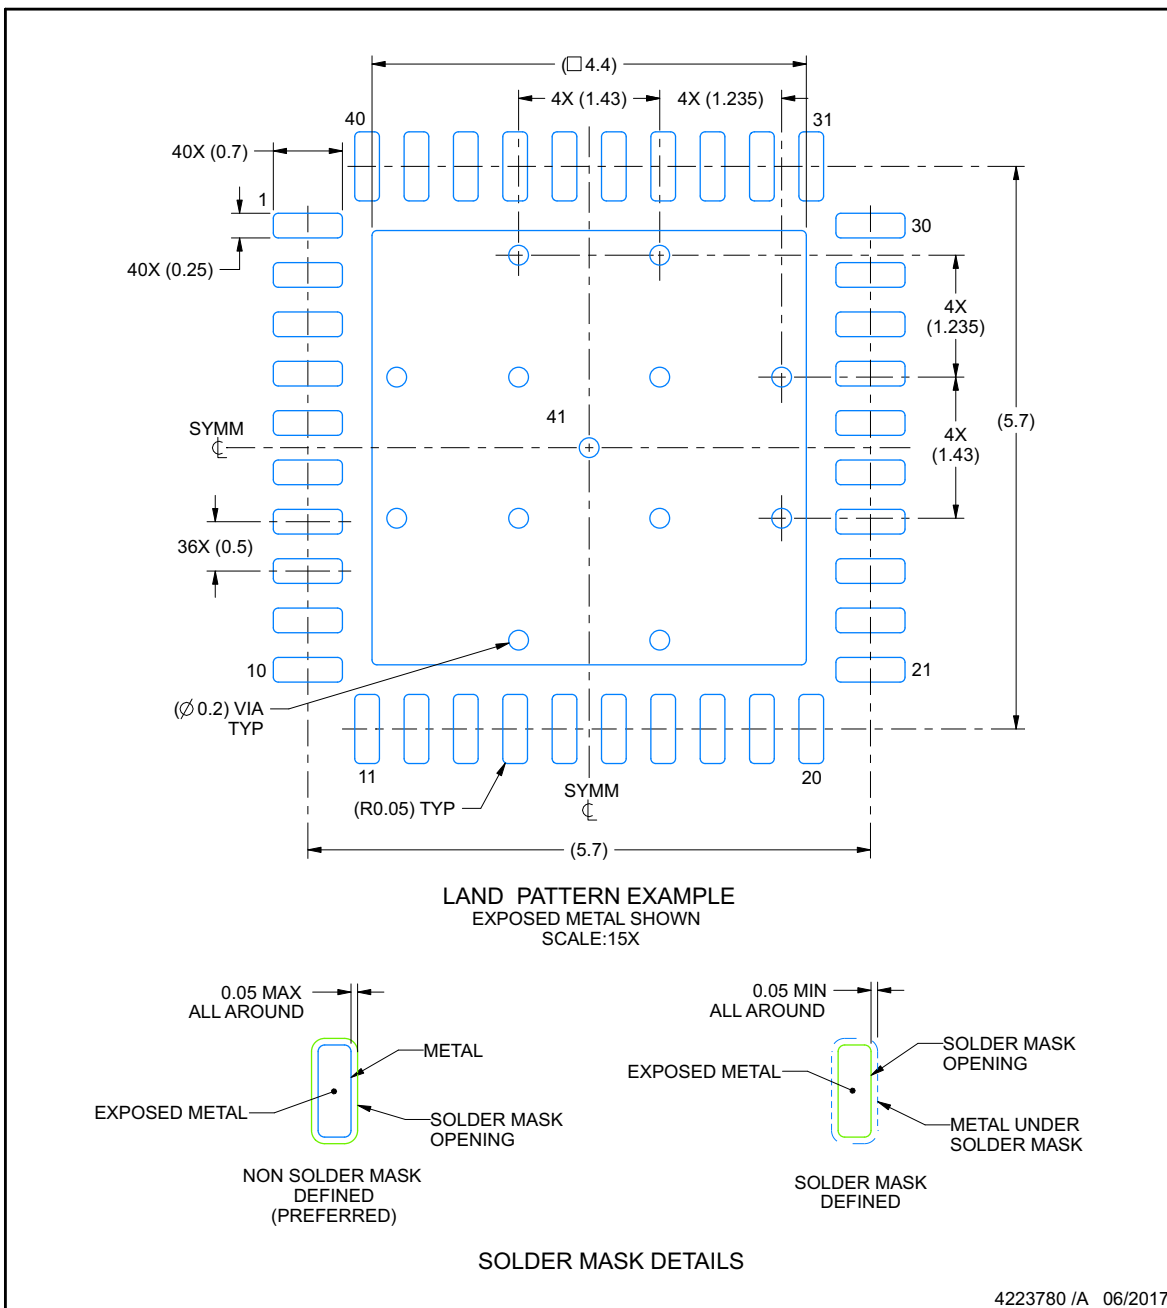 (□4.4)
4X (1.43)
4X (1.235)
40
31
40X (0.7)
1
30
40X (0.25)
4X
(1.235)
41
SYMM
℄
(5.7)
4X
(1.43)
36X (0.5)
10
21
(∅0.2) VIA
TYP
11
20
(R0.05) TYP
SYMM
℄
(5.7)
LAND PATTERN EXAMPLE
EXPOSED METAL SHOWN
SCALE:15X
0.05 MAX
ALL AROUND
METAL
EXPOSED METAL
SOLDER MASK
OPENING
NON SOLDER MASK
DEFINED
(PREFERRED)
0.05 MIN
ALL AROUND
SOLDER MASK
OPENING
EXPOSED METAL
METAL UNDER
SOLDER MASK
SOLDER MASK
DEFINED
SOLDER MASK DETAILS
4223780 /A 06/2017